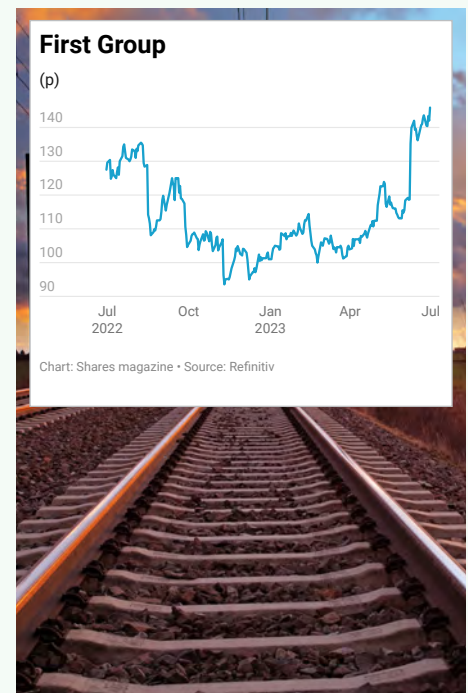 First Group
(p)
140
130
120
110
100
90
Jul Oct Jan Apr Jul
2022 2023
Chart: Shares magazine • Source: Refinitiv